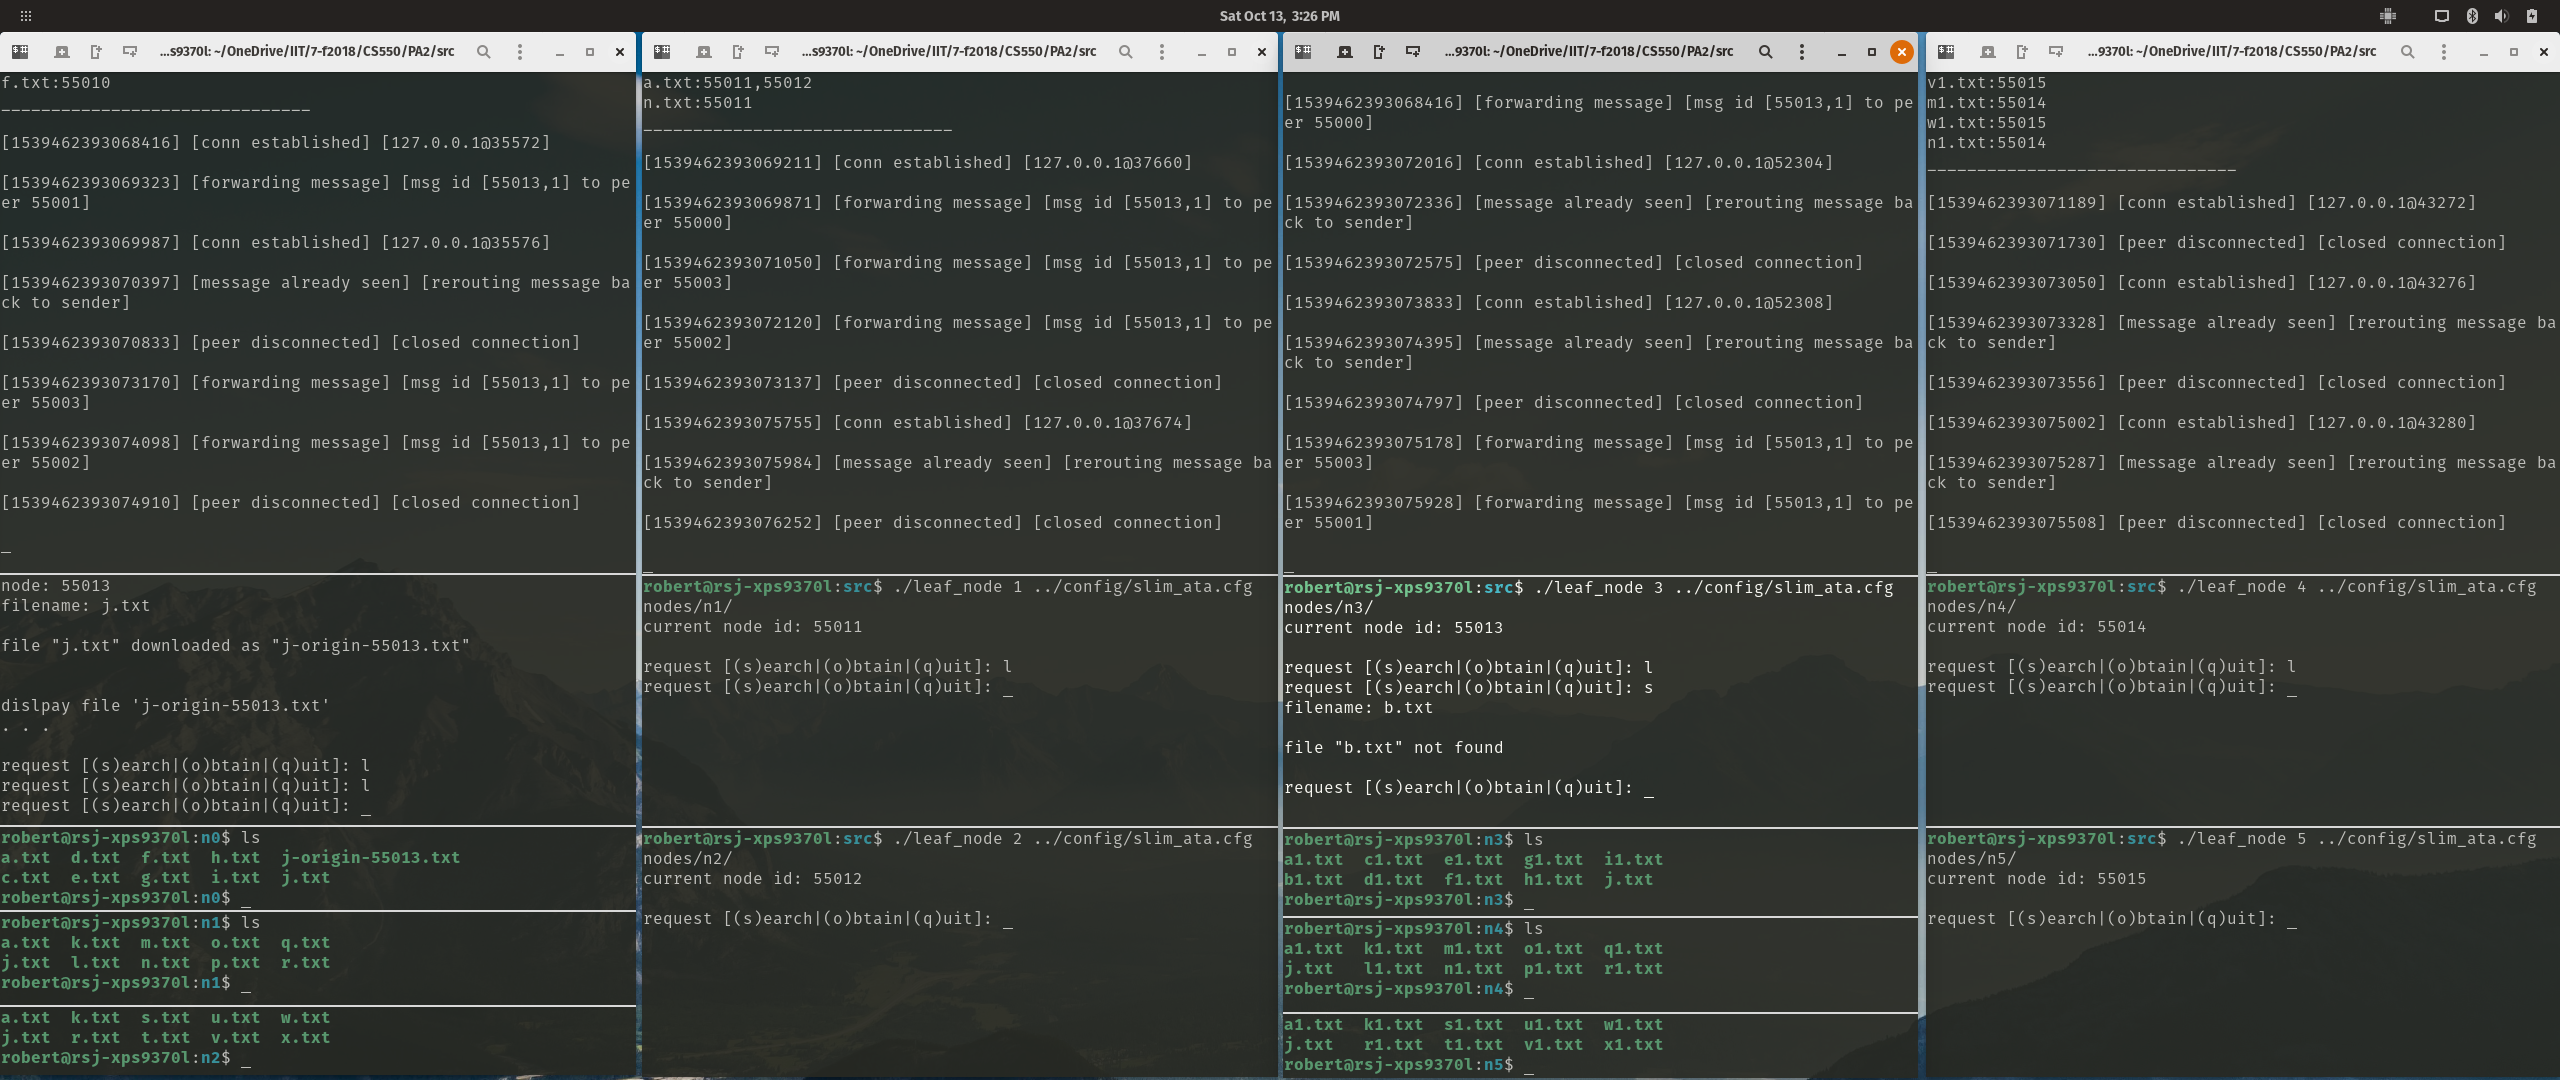 Sat Oct 13, 3:26 PM
...s9370l: ~/OneDrive/IIT/7-f2018/CS550/PA2/src
f.txt:55010
-------------------------------
[1539462393068416] [conn established] [127.0.0.1@35572]
[1539462393069323] [forwarding message] [msg id [55013,1] to pe
er 55001]
[1539462393069987] [conn established] [127.0.0.1@35576]
[1539462393070397] [message already seen] [rerouting message ba
ck to sender]
[1539462393070833] [peer disconnected] [closed connection]
[1539462393073170] [forwarding message] [msg id [55013,1] to pe
er 55003]
[1539462393074098] [forwarding message] [msg id [55013,1] to pe
er 55002]
[1539462393074910] [peer disconnected] [closed connection]
_
node: 55013
filename: j.txt
file "j.txt" downloaded as "j-origin-55013.txt"
dislpay file 'j-origin-55013.txt'
. . .
request [(s)earch|(o)btain|(q)uit]: l
request [(s)earch|(o)btain|(q)uit]: l
request [(s)earch|(o)btain|(q)uit]: _
robert@rsj-xps9370l:n0$ ls
a.txt d.txt f.txt h.txt j-origin-55013.txt
c.txt e.txt g.txt i.txt j.txt
robert@rsj-xps9370l:n0$ _
robert@rsj-xps9370l:n1$ ls
a.txt k.txt m.txt o.txt q.txt
j.txt l.txt n.txt p.txt r.txt
robert@rsj-xps9370l:n1$ _
a.txt k.txt s.txt u.txt w.txt
j.txt r.txt t.txt v.txt x.txt
robert@rsj-xps9370l:n2$ _
...s9370l: ~/OneDrive/IIT/7-f2018/CS550/PA2/src
a.txt:55011,55012
n.txt:55011
-------------------------------
[1539462393069211] [conn established] [127.0.0.1@37660]
[1539462393069871] [forwarding message] [msg id [55013,1] to pe
er 55000]
[1539462393071050] [forwarding message] [msg id [55013,1] to pe
er 55003]
[1539462393072120] [forwarding message] [msg id [55013,1] to pe
er 55002]
[1539462393073137] [peer disconnected] [closed connection]
[1539462393075755] [conn established] [127.0.0.1@37674]
[1539462393075984] [message already seen] [rerouting message ba
ck to sender]
[1539462393076252] [peer disconnected] [closed connection]
_
robert@rsj-xps9370l:src$ ./leaf_node 1 ../config/slim_ata.cfg
nodes/n1/
current node id: 55011
request [(s)earch|(o)btain|(q)uit]: l
request [(s)earch|(o)btain|(q)uit]: _
robert@rsj-xps9370l:src$ ./leaf_node 2 ../config/slim_ata.cfg
nodes/n2/
current node id: 55012
request [(s)earch|(o)btain|(q)uit]: _
...9370l: ~/OneDrive/IIT/7-f2018/CS550/PA2/src
[1539462393068416] [forwarding message] [msg id [55013,1] to pe
er 55000]
[1539462393072016] [conn established] [127.0.0.1@52304]
[1539462393072336] [message already seen] [rerouting message ba
ck to sender]
[1539462393072575] [peer disconnected] [closed connection]
[1539462393073833] [conn established] [127.0.0.1@52308]
[1539462393074395] [message already seen] [rerouting message ba
ck to sender]
[1539462393074797] [peer disconnected] [closed connection]
[1539462393075178] [forwarding message] [msg id [55013,1] to pe
er 55003]
[1539462393075928] [forwarding message] [msg id [55013,1] to pe
er 55001]
_
robert@rsj-xps9370l:src$ ./leaf_node 3 ../config/slim_ata.cfg
nodes/n3/
current node id: 55013
request [(s)earch|(o)btain|(q)uit]: l
request [(s)earch|(o)btain|(q)uit]: s
filename: b.txt
file "b.txt" not found
request [(s)earch|(o)btain|(q)uit]: _
robert@rsj-xps9370l:n3$ ls
a1.txt c1.txt e1.txt g1.txt i1.txt
b1.txt d1.txt f1.txt h1.txt j.txt
robert@rsj-xps9370l:n3$ _
robert@rsj-xps9370l:n4$ ls
a1.txt k1.txt m1.txt o1.txt q1.txt
j.txt l1.txt n1.txt p1.txt r1.txt
robert@rsj-xps9370l:n4$ _
a1.txt k1.txt s1.txt u1.txt w1.txt
j.txt r1.txt t1.txt v1.txt x1.txt
robert@rsj-xps9370l:n5$ _
...9370l: ~/OneDrive/IIT/7-f2018/CS550/PA2/src
v1.txt:55015
m1.txt:55014
w1.txt:55015
n1.txt:55014
-------------------------------
[1539462393071189] [conn established] [127.0.0.1@43272]
[1539462393071730] [peer disconnected] [closed connection]
[1539462393073050] [conn established] [127.0.0.1@43276]
[1539462393073328] [message already seen] [rerouting message ba
ck to sender]
[1539462393073556] [peer disconnected] [closed connection]
[1539462393075002] [conn established] [127.0.0.1@43280]
[1539462393075287] [message already seen] [rerouting message ba
ck to sender]
[1539462393075508] [peer disconnected] [closed connection]
_
robert@rsj-xps9370l:src$ ./leaf_node 4 ../config/slim_ata.cfg
nodes/n4/
current node id: 55014
request [(s)earch|(o)btain|(q)uit]: l
request [(s)earch|(o)btain|(q)uit]: _
robert@rsj-xps9370l:src$ ./leaf_node 5 ../config/slim_ata.cfg
nodes/n5/
current node id: 55015
request [(s)earch|(o)btain|(q)uit]: _